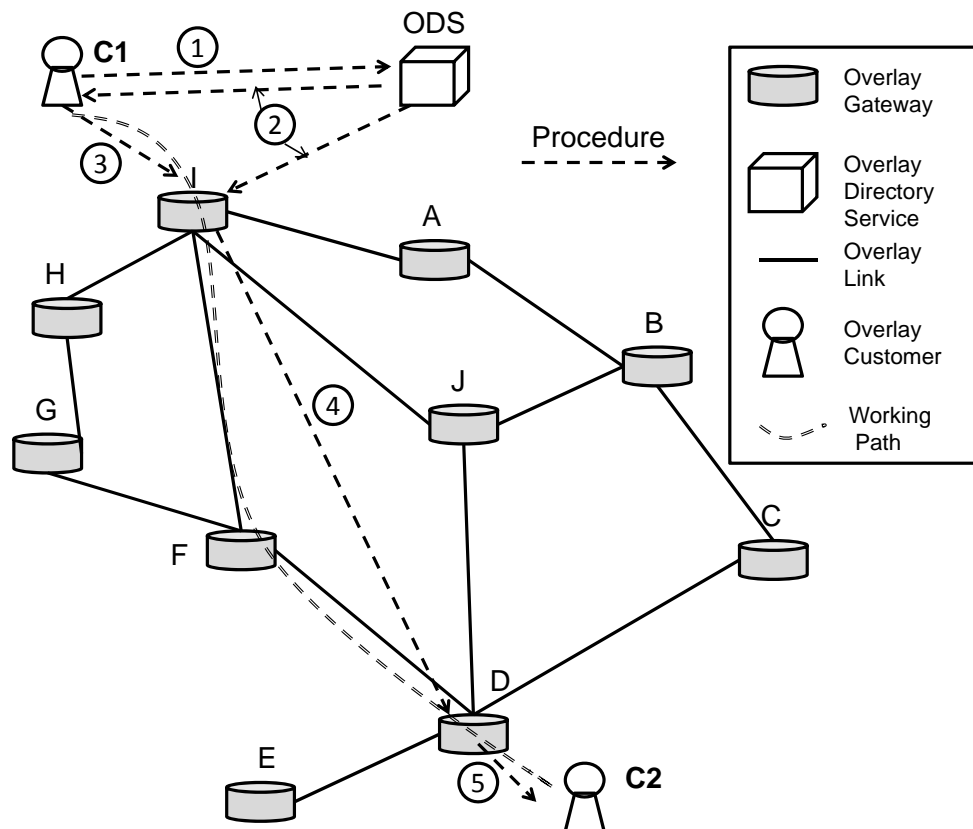 ODS
C1
1
2
3
Procedure
I
A
H
B
J
4
G
C
F
D
E
5
C2
Overlay
Gateway
Overlay
Directory
Service
Overlay
Link
Overlay
Customer
Working
Path